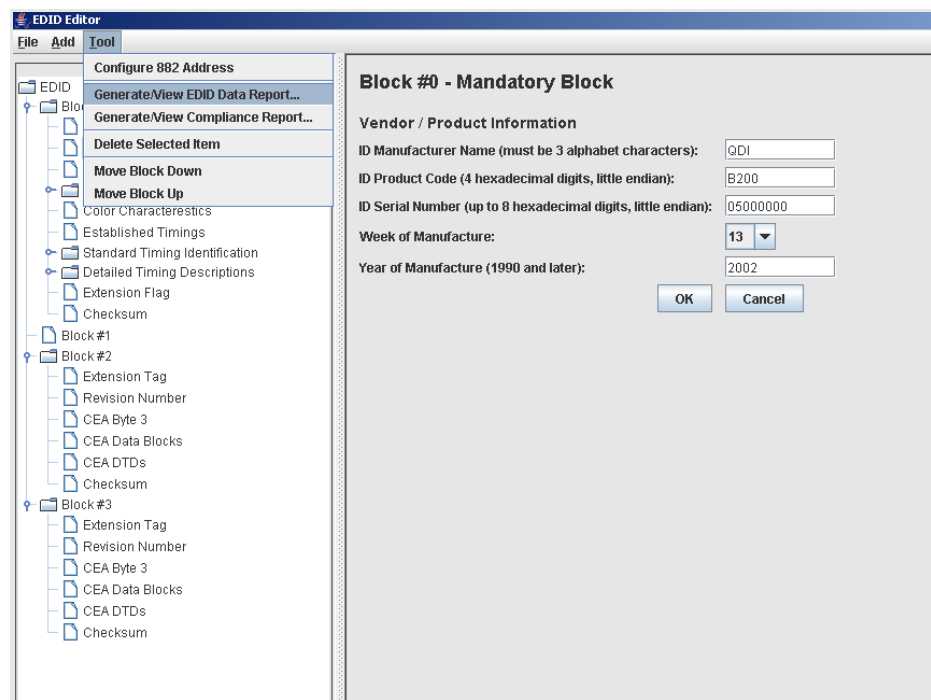 EDID Editor
File Add Tool
Configure 882 Address
Generate/View EDID Data Report...
Generate/View Compliance Report...
Delete Selected Item
Move Block Down
Move Block Up
EDID
Color Characterestics
Established Timings
Standard Timing Identification
Detailed Timing Descriptions
Extension Flag
Checksum
Block #1
Block #2
Extension Tag
Revision Number
CEA Byte 3
CEA Data Blocks
CEA DTDs
Checksum
Block #3
Extension Tag
Revision Number
CEA Byte 3
CEA Data Blocks
CEA DTDs
Checksum
Block #0 - Mandatory Block
Vendor / Product Information
ID Manufacturer Name (must be 3 alphabet characters): QDI
ID Product Code (4 hexadecimal digits, little endian): B200
ID Serial Number (up to 8 hexadecimal digits, little endian): 05000000
Week of Manufacture: 13
Year of Manufacture (1990 and later): 2002
OK Cancel